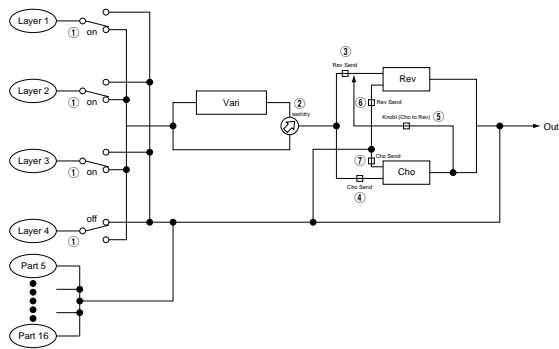 Layer 1
①
on
Layer 2
①
on
Layer 3
①
on
Layer 4
①
off
Part 5
Part 16
Vari
②
wet/dry
③
Rev Send
Rev
⑥
Rev Send
Knobl (Cho to Rev)
⑤
⑦
Cho Send
Cho
Cho Send
④
Out